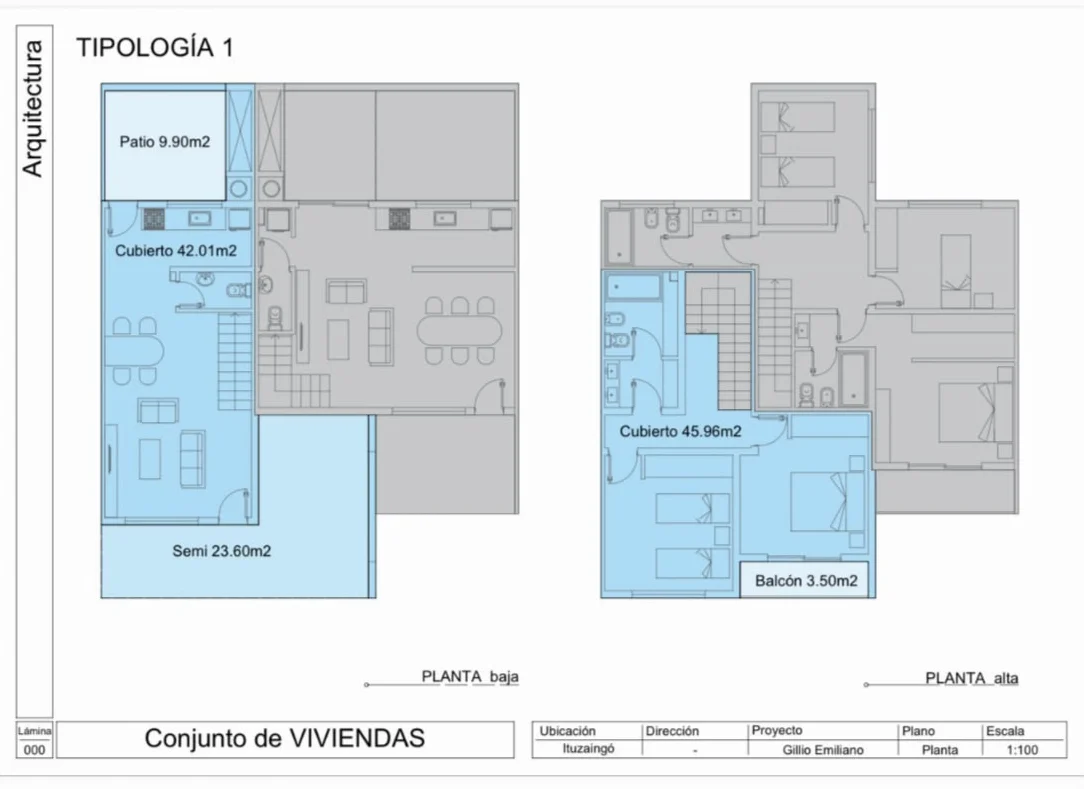 Arquitectura
TIPOLOGÍA 1
Patio 9.90m2
Cubierto 42.01m2
Semi 23.60m2
Cubierto 45.96m2
Balcón 3.50m2
PLANTA baja
PLANTA alta
Lámina
000
Conjunto de VIVIENDAS
Ubicación
Ituzaingó
Dirección
-
Proyecto
Gillio Emiliano
Plano
Planta
Escala
1:100